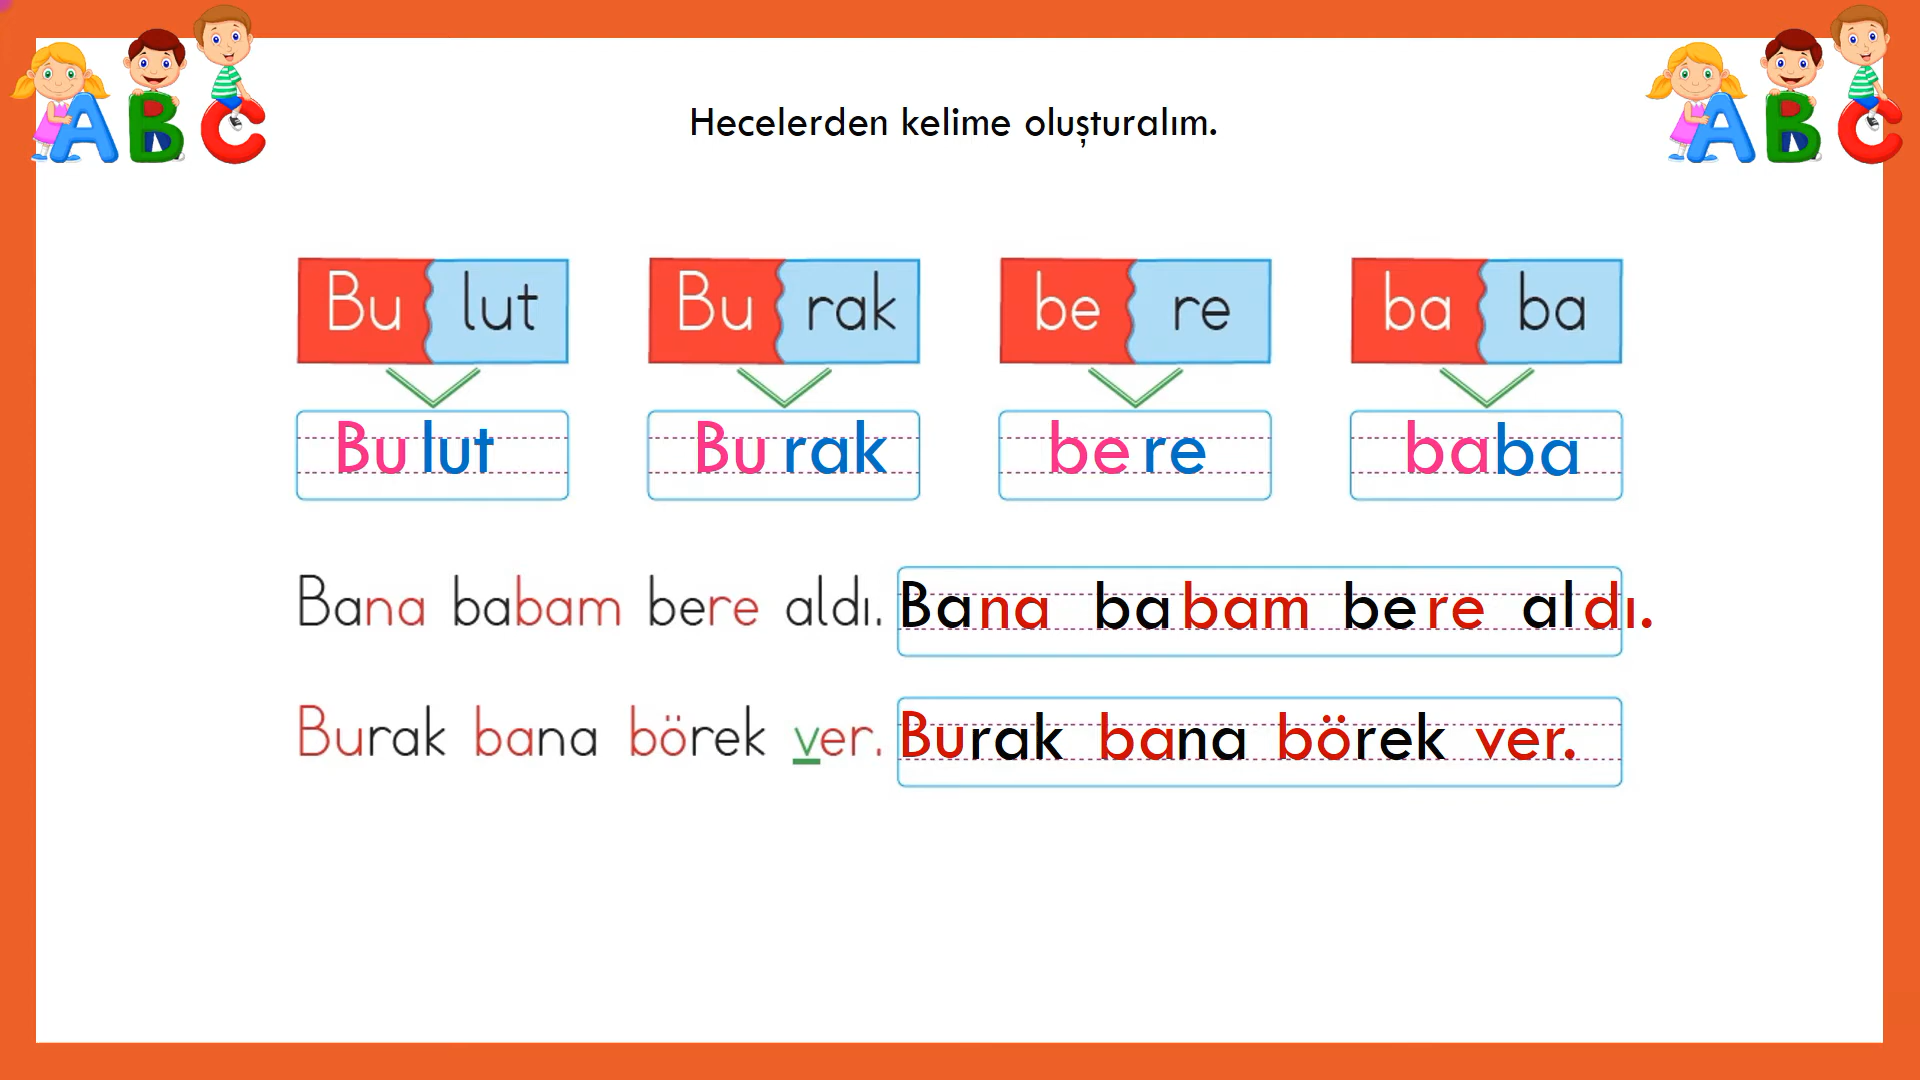 A B C
A B C
Hecelerden kelime oluşturalım.
Bu lut Bu rak be re ba ba
Bulut Burak bere baba
Bana babam bere aldı. Bana babam bere aldı.
Burak bana börek ver. Burak bana börek ver.